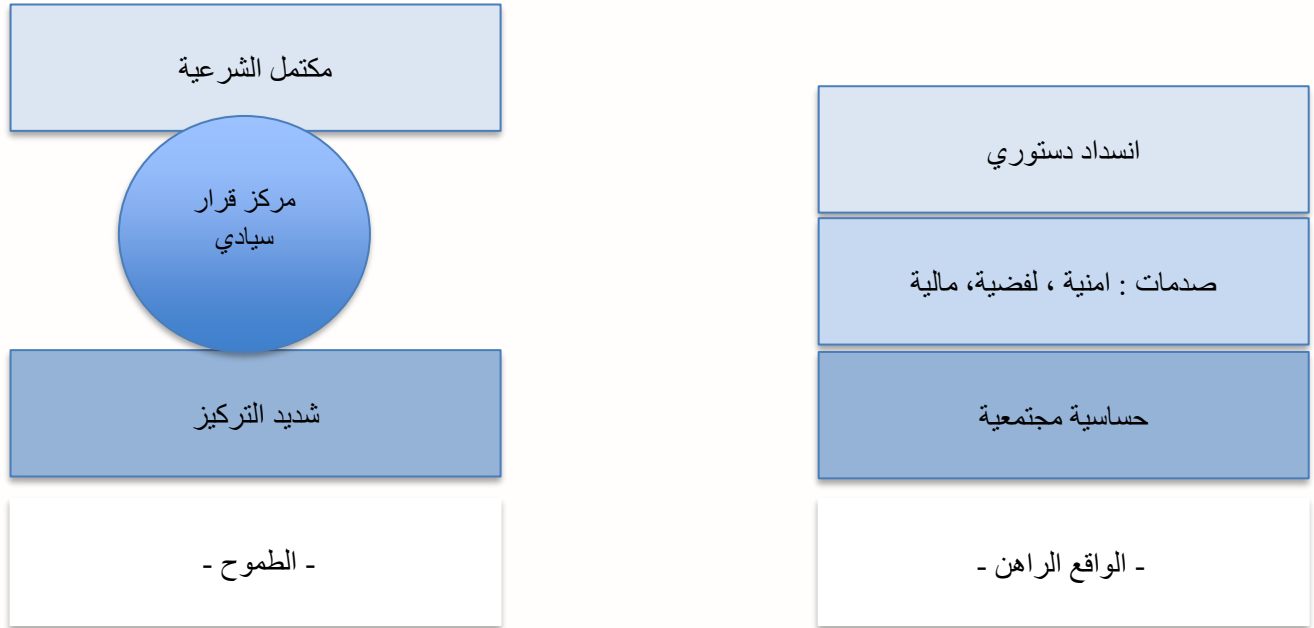 انسداد دستوري
صدمات : امنية ، لفضية، مالية
حساسية مجتمعية
- الواقع الراهن -
مكتمل الشرعية
مركز قرار
سيادي
شديد التركيز
- الطموح -